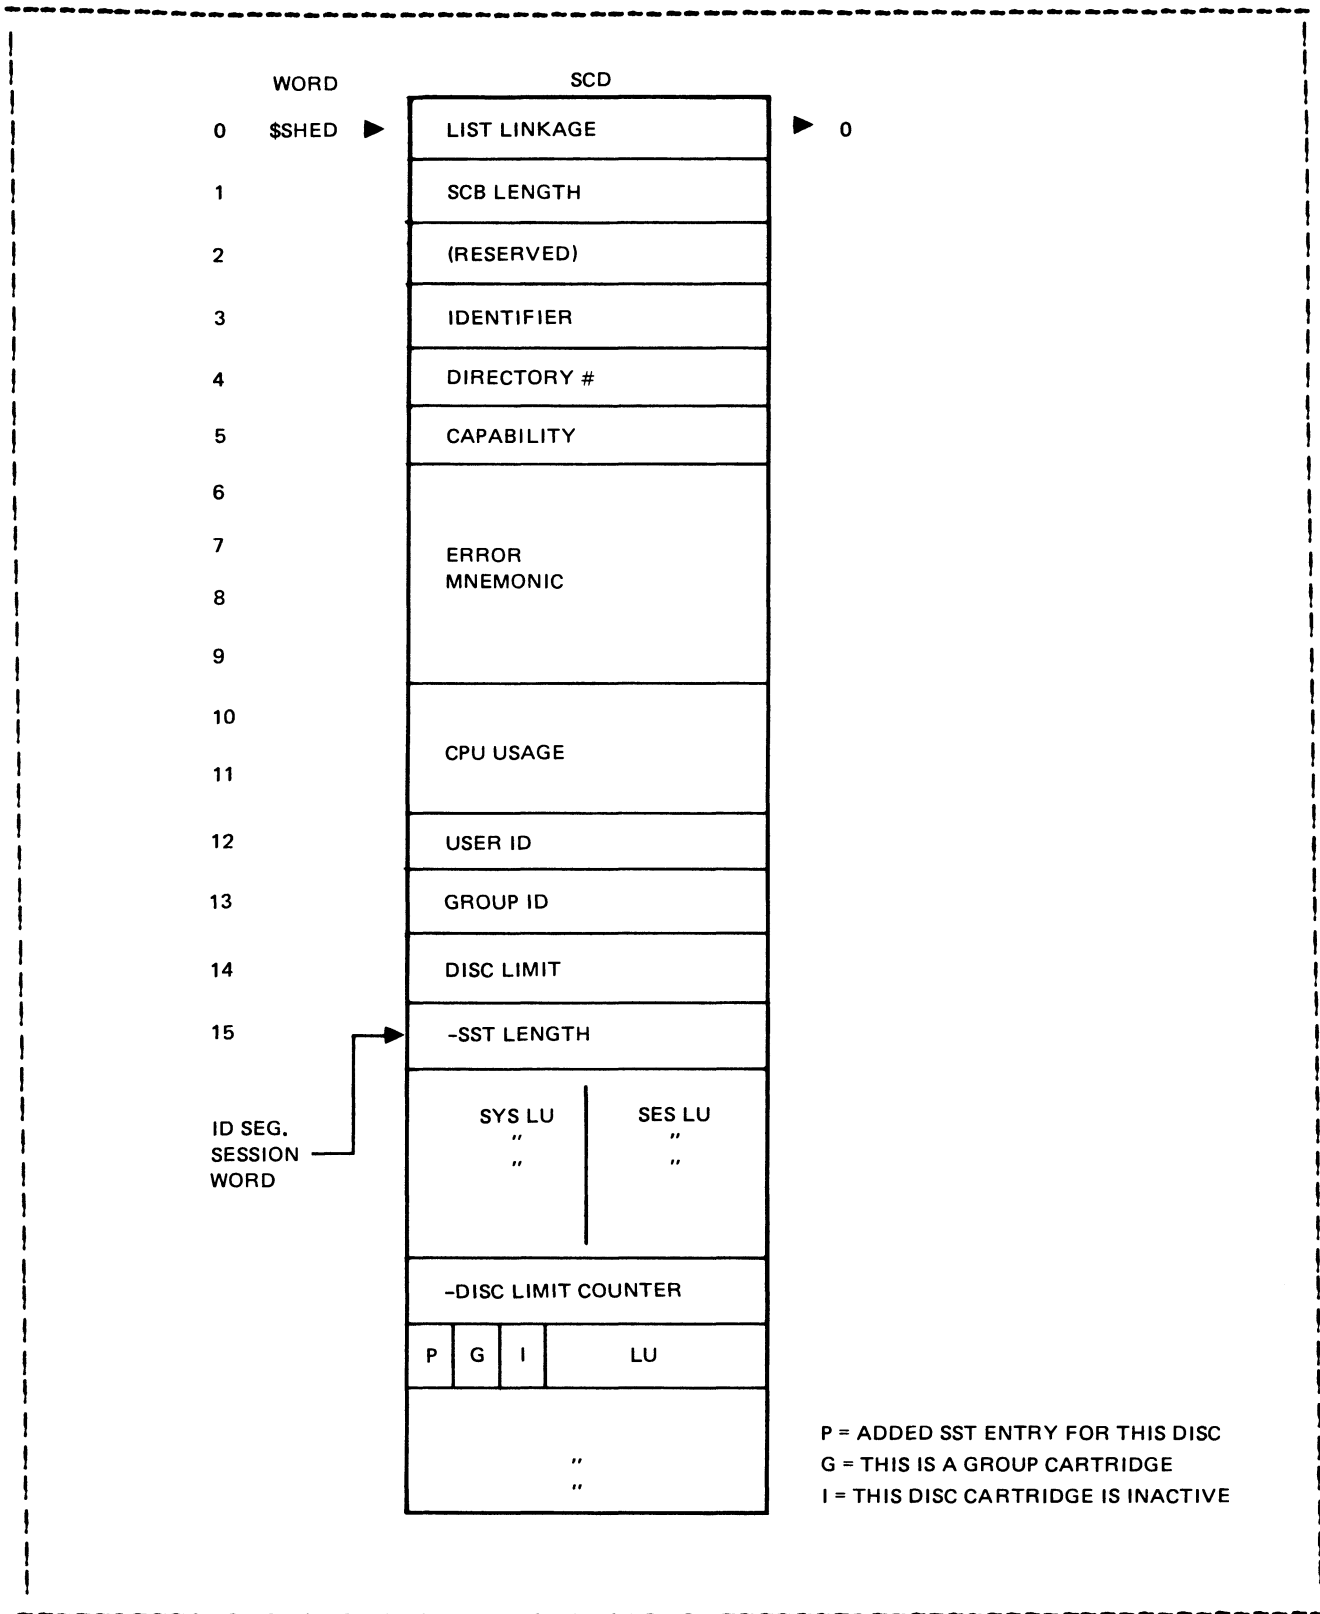 WORD SCD
0 $SHED LIST LINKAGE 0
1 SCB LENGTH
2 (RESERVED)
3 IDENTIFIER
4 DIRECTORY #
5 CAPABILITY
6
7 ERROR
MNEMONIC
8
9
10
CPU USAGE
11
12 USER ID
13 GROUP ID
14 DISC LIMIT
15 -SST LENGTH
SYS LU SES LU
" "
" "
ID SEG.
SESSION
WORD
-DISC LIMIT COUNTER
P G I LU
"
"
P = ADDED SST ENTRY FOR THIS DISC
G = THIS IS A GROUP CARTRIDGE
I = THIS DISC CARTRIDGE IS INACTIVE